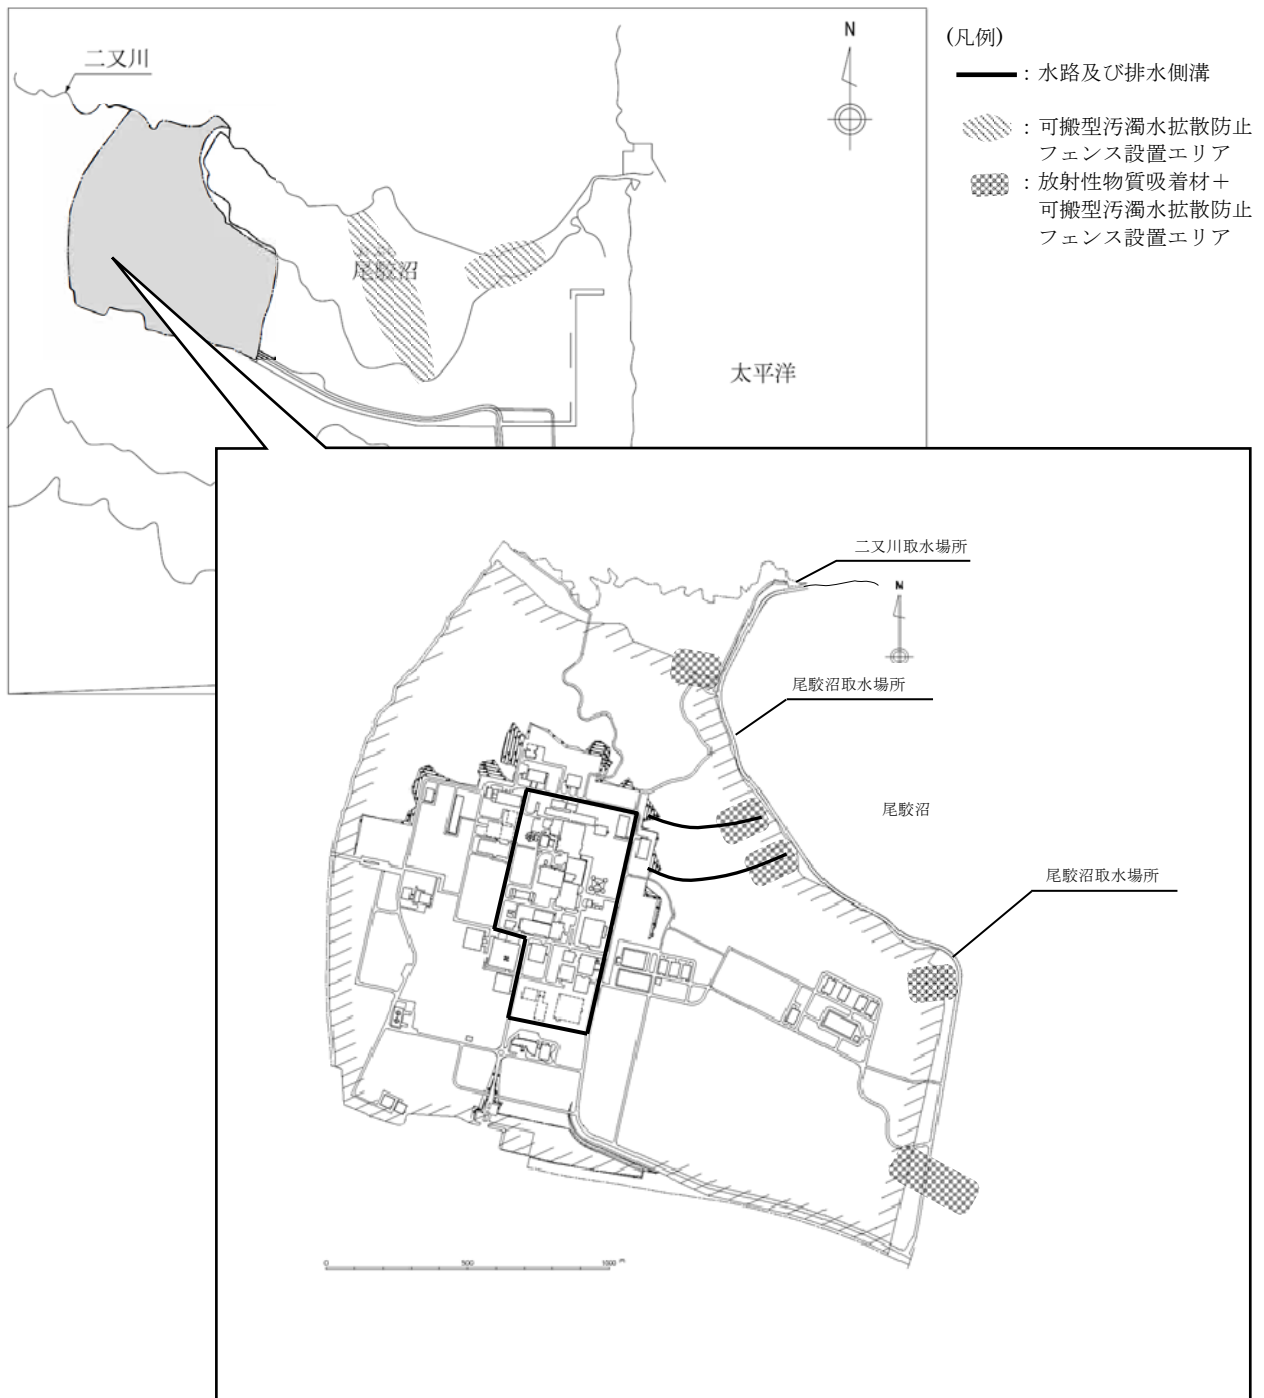 二又川
N
(凡例)
：水路及び排水側溝
：可搬型汚濁水拡散防止
フェンス設置エリア
：放射性物質吸着材＋
可搬型汚濁水拡散防止
フェンス設置エリア
尾駮沼
太平洋
二又川取水場所
N
尾駮沼取水場所
尾駮沼
尾駮沼取水場所
0 500 1000 m